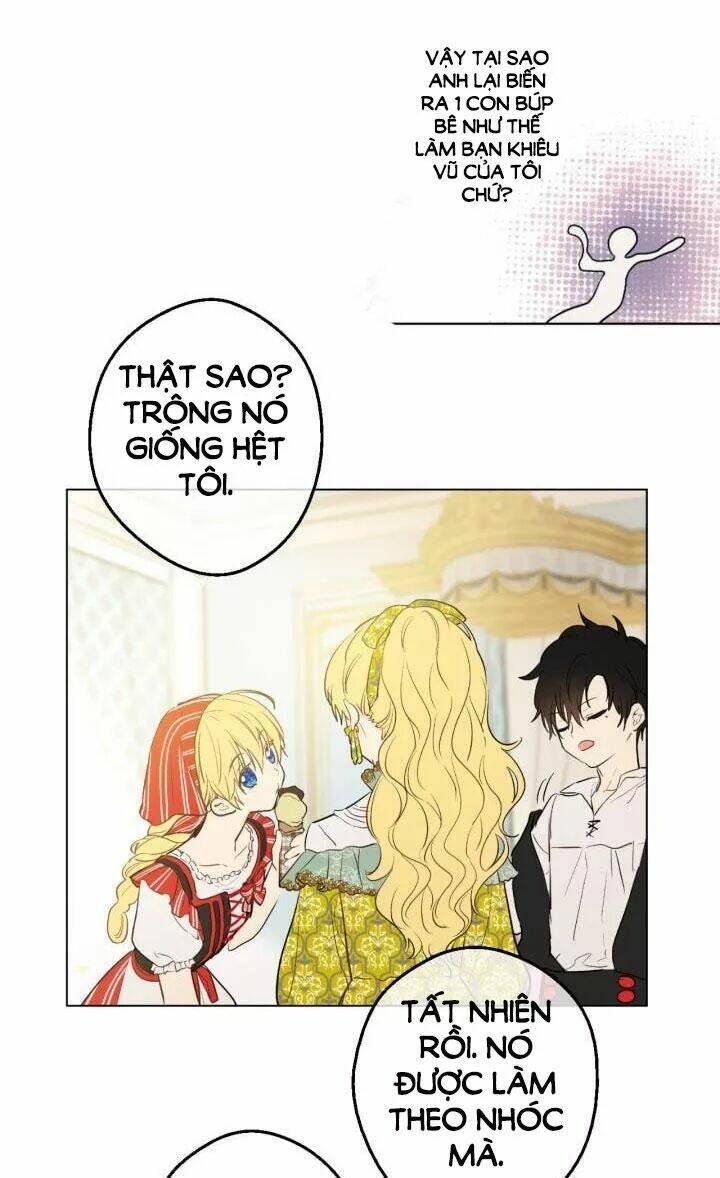 VẬY TẠI SAO
ANH LẠI BIẾN
RA 1 CON BÚP
BÊ NHƯ THẾ
LÀM BẠN KHIÊU
VŨ CỦA TÔI
CHỨ?
THẬT SAO?
TRÔNG NÓ
GIỐNG HỆT
TÔI.
TẤT NHIÊN
RỒI. NÓ
ĐƯỢC LÀM
THEO NHÓC
MÀ.